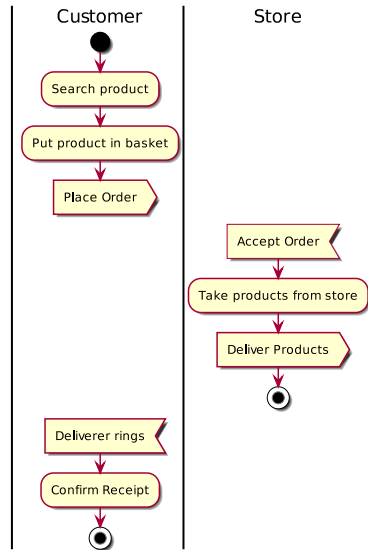 Customer
Store
Search product
Put product in basket
Place Order
Accept Order
Take products from store
Deliver Products
Deliverer rings
Confirm Receipt